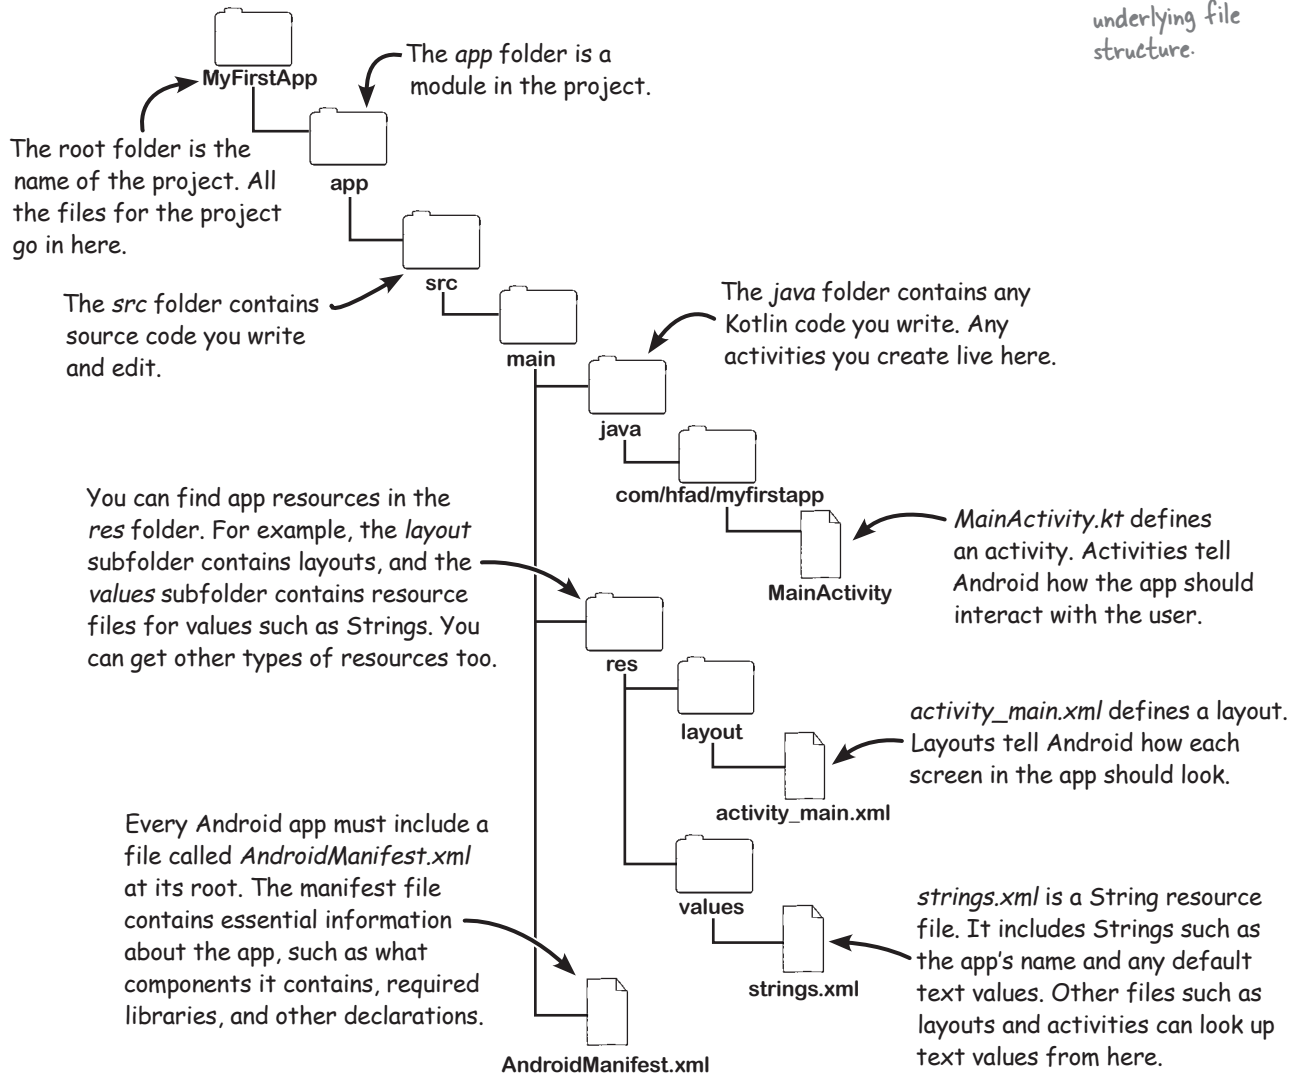 underlying file
structure.
MyFirstApp
The app folder is a
module in the project.
The root folder is the
name of the project. All
the files for the project
go in here.
app
The src folder contains
source code you write
and edit.
src
main
The java folder contains any
Kotlin code you write. Any
activities you create live here.
java
com/hfad/myfirstapp
MainActivity
MainActivity.kt defines
an activity. Activities tell
Android how the app should
interact with the user.
You can find app resources in the
res folder. For example, the layout
subfolder contains layouts, and the
values subfolder contains resource
files for values such as Strings. You
can get other types of resources too.
res
layout
activity_main.xml
activity_main.xml defines a layout.
Layouts tell Android how each
screen in the app should look.
values
strings.xml
strings.xml is a String resource
file. It includes Strings such as
the app's name and any default
text values. Other files such as
layouts and activities can look up
text values from here.
Every Android app must include a
file called AndroidManifest.xml
at its root. The manifest file
contains essential information
about the app, such as what
components it contains, required
libraries, and other declarations.
AndroidManifest.xml